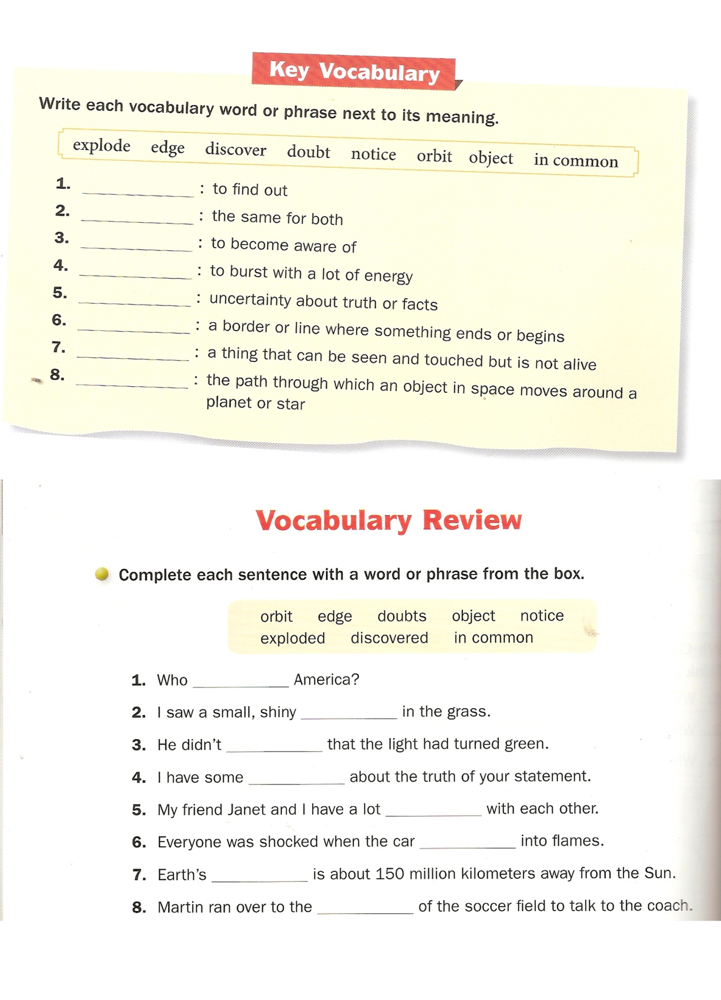 Key Vocabulary
Write each vocabulary word or phrase next to its meaning.
explode edge discover doubt notice orbit object in common
1. ____________ : to find out
2. ____________ : the same for both
3. ____________ : to become aware of
4. ____________ : to burst with a lot of energy
5. ____________ : uncertainty about truth or facts
6. ____________ : a border or line where something ends or begins
7. ____________ : a thing that can be seen and touched but is not alive
8. ____________ : the path through which an object in space moves around a
planet or star
Vocabulary Review
Complete each sentence with a word or phrase from the box.
orbit edge doubts object notice
exploded discovered in common
1. Who ____________ America?
2. I saw a small, shiny ____________ in the grass.
3. He didn't ____________ that the light had turned green.
4. I have some ____________ about the truth of your statement.
5. My friend Janet and I have a lot ____________ with each other.
6. Everyone was shocked when the car ____________ into flames.
7. Earth's ____________ is about 150 million kilometers away from the Sun.
8. Martin ran over to the ____________ of the soccer field to talk to the coach.